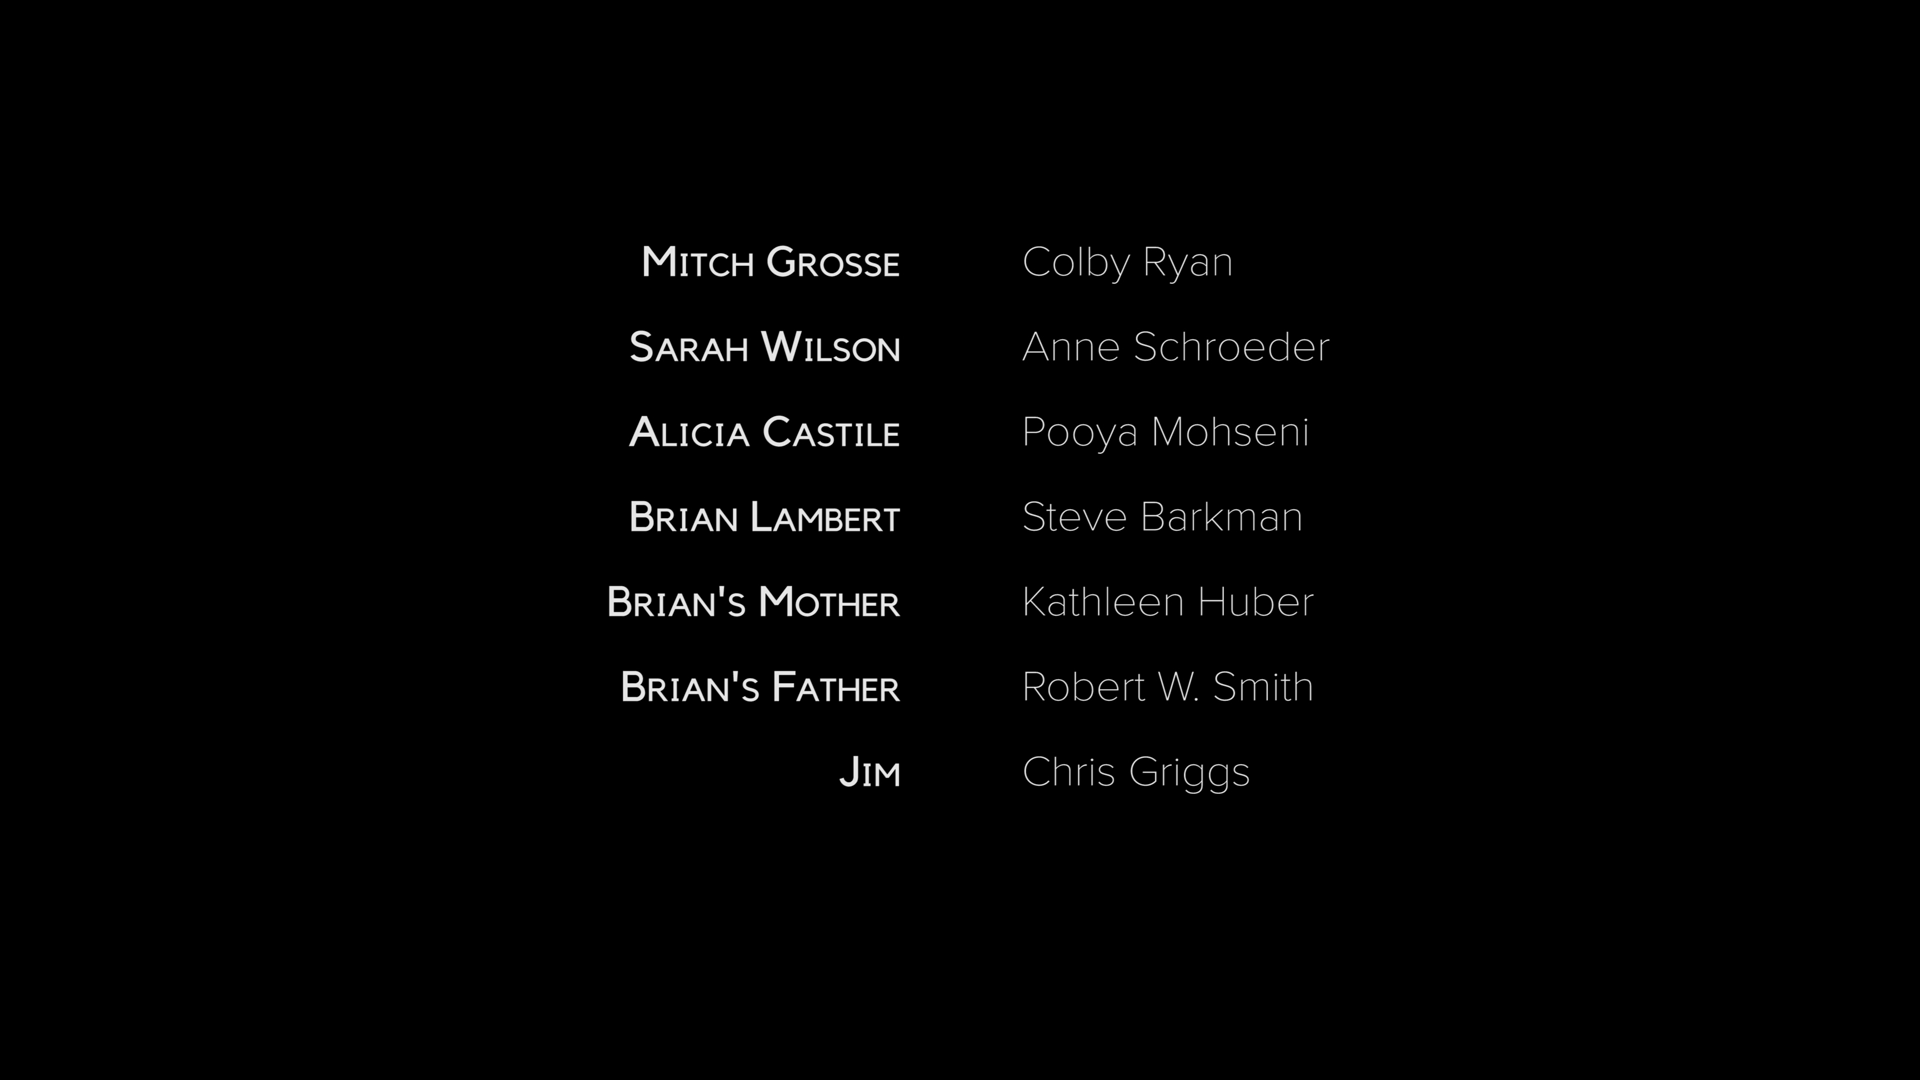 Mitch Grosse Colby Ryan
Sarah Wilson Anne Schroeder
Alicia Castile Pooya Mohseni
Brian Lambert Steve Barkman
Brian's Mother Kathleen Huber
Brian's Father Robert W. Smith
Jim Chris Griggs